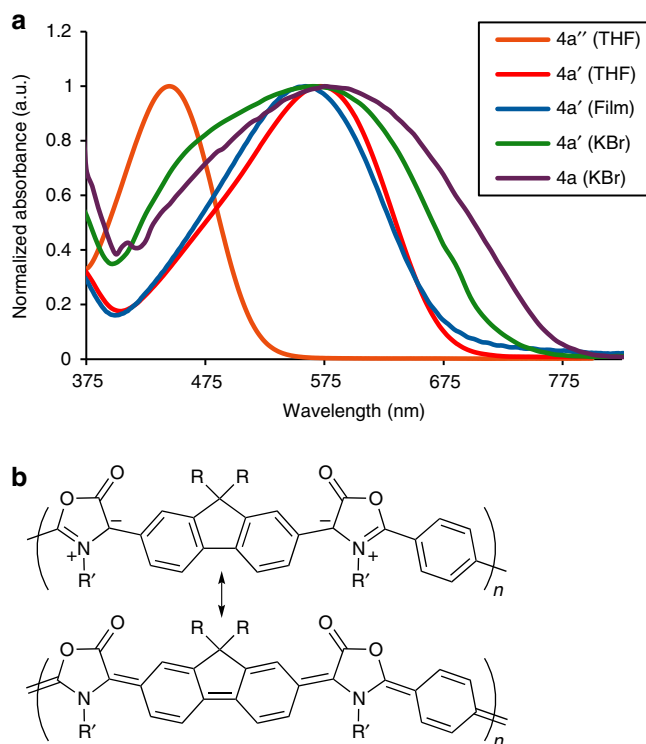 a
1.2
1
0.8
0.6
0.4
0.2
0
Normalized absorbance (a.u.)
375 475 575 675 775
Wavelength (nm)
4a′′ (THF)
4a′ (THF)
4a′ (Film)
4a′ (KBr)
4a (KBr)
b
O R R O
O O
− −
N N
+ +
R′ R′
n
O R R O
O O
N N
R′ R′
n